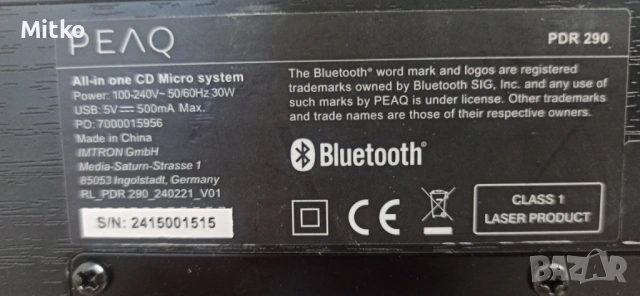 Mitko
PEAQ
PDR 290
All-in one CD Micro system
Power: 100-240V~ 50/60Hz 30W
USB: 5V⎓ 500mA Max.
PO: 7000015956
Made in China
IMTRON GmbH
Media-Saturn-Strasse 1
85053 Ingolstadt, Germany
RL_PDR 290_240221_V01
S/N: 2415001515
The Bluetooth® word mark and logos are registered
trademarks owned by Bluetooth SIG, Inc. and any use of
such marks by PEAQ is under license. Other trademarks
and trade names are those of their respective owners.
Bluetooth®
CE
CLASS 1
LASER PRODUCT
BAZAR